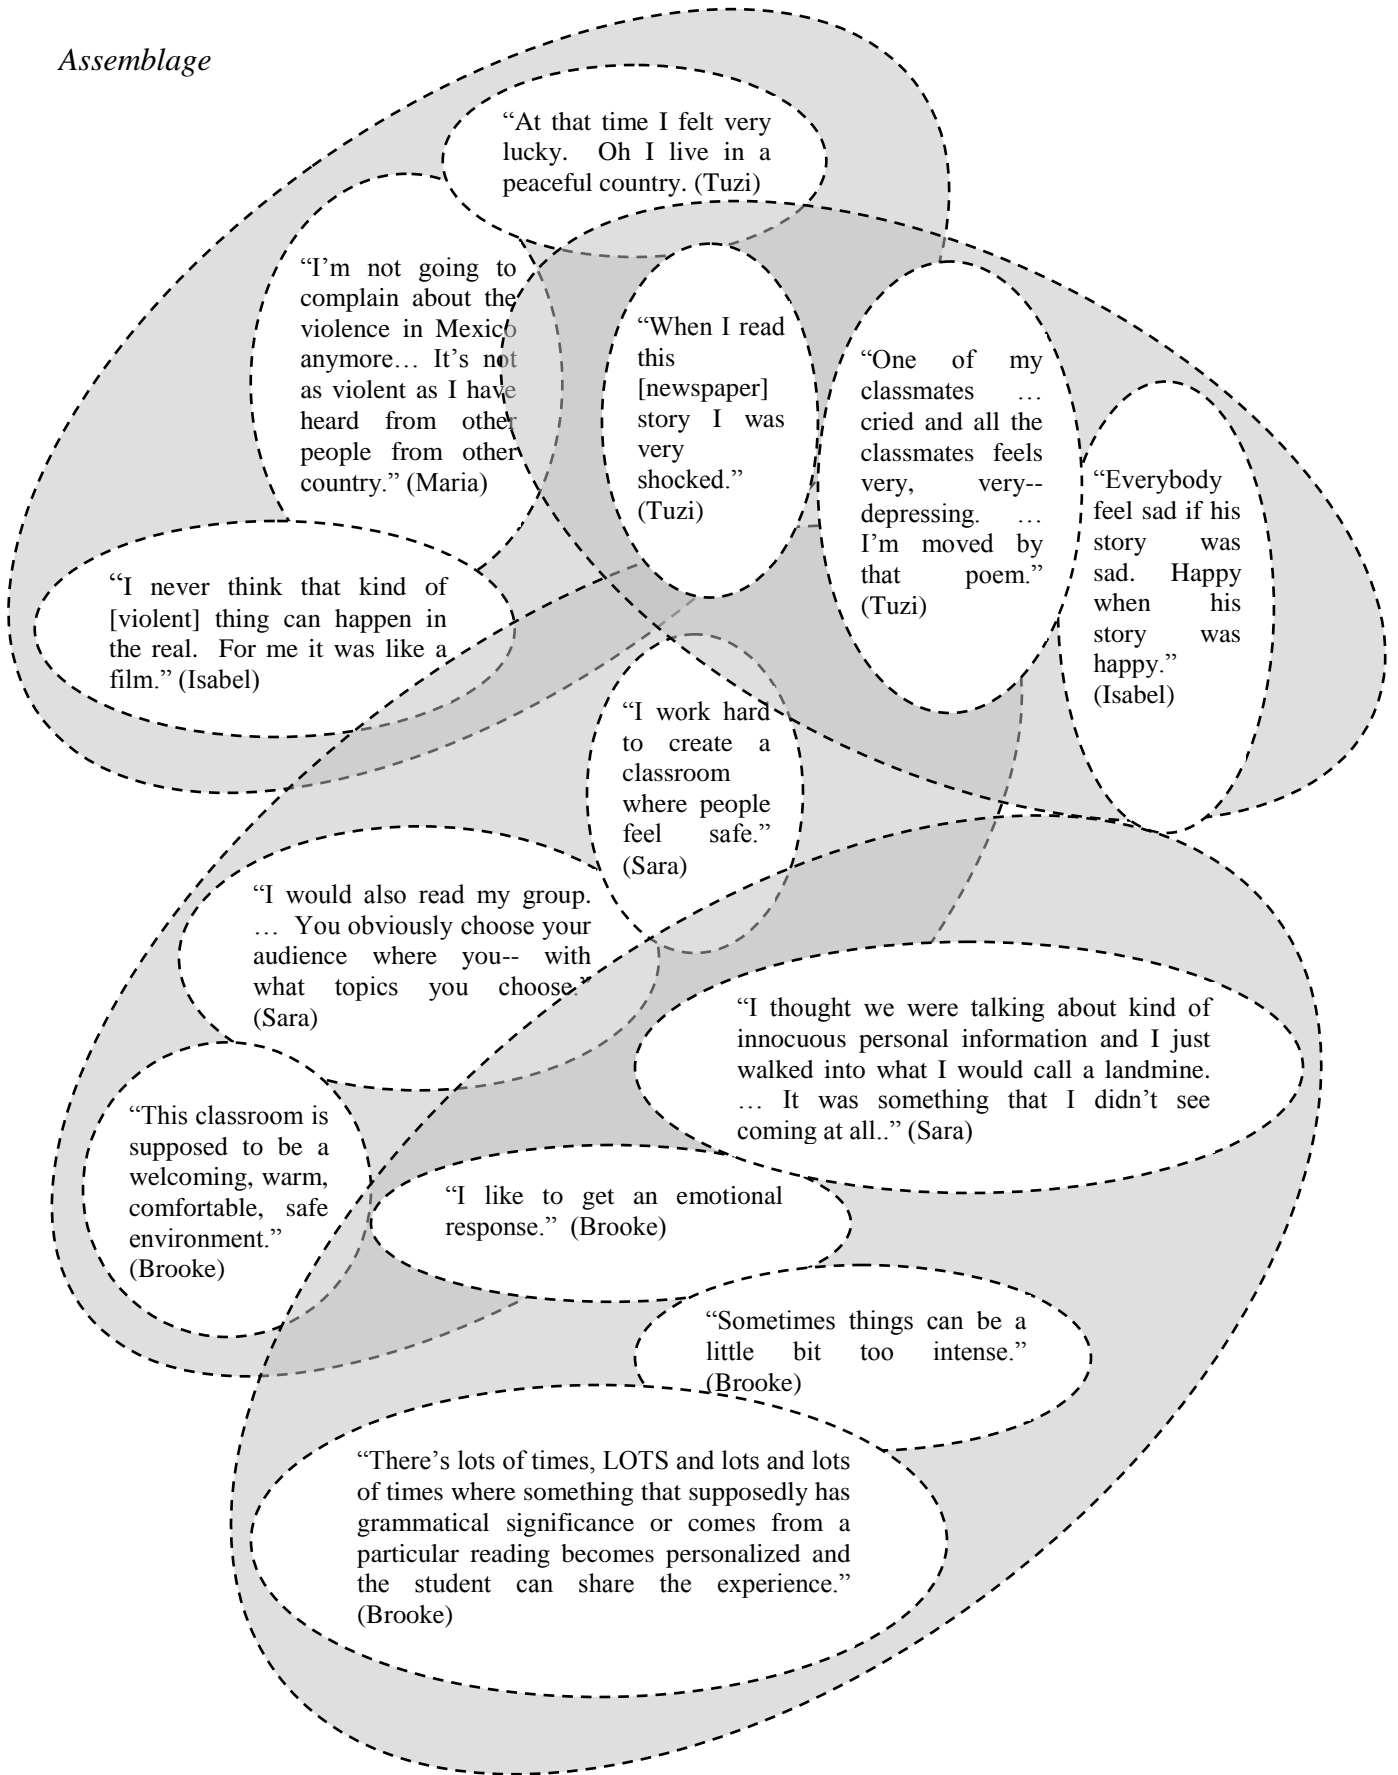 Assemblage
“At that time I felt very
lucky. Oh I live in a
peaceful country. (Tuzi)
“I’m not going to
complain about the
violence in Mexico
anymore… It’s not
as violent as I have
heard from other
people from other
country.” (Maria)
“When I read
this
[newspaper]
story I was
very
shocked.”
(Tuzi)
“One of my
classmates …
cried and all the
classmates feels
very, very--
depressing. …
I’m moved by
that poem.”
(Tuzi)
“Everybody
feel sad if his
story was
sad. Happy
when his
story was
happy.”
(Isabel)
“I never think that kind of
[violent] thing can happen in
the real. For me it was like a
film.” (Isabel)
“I work hard
to create a
classroom
where people
feel safe.”
(Sara)
“I would also read my group.
… You obviously choose your
audience where you-- with
what topics you choose.”
(Sara)
“I thought we were talking about kind of
innocuous personal information and I just
walked into what I would call a landmine.
… It was something that I didn’t see
coming at all..” (Sara)
“This classroom is
supposed to be a
welcoming, warm,
comfortable, safe
environment.”
(Brooke)
“I like to get an emotional
response.” (Brooke)
“Sometimes things can be a
little bit too intense.”
(Brooke)
“There’s lots of times, LOTS and lots and lots
of times where something that supposedly has
grammatical significance or comes from a
particular reading becomes personalized and
the student can share the experience.”
(Brooke)